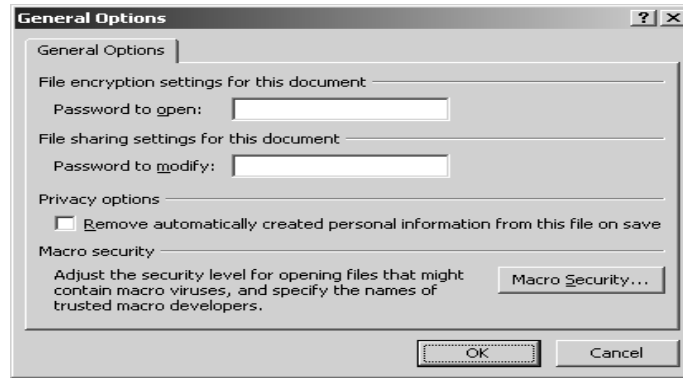 General Options
General Options
File encryption settings for this document
Password to open:
File sharing settings for this document
Password to modify:
Privacy options
Remove automatically created personal information from this file on save
Macro security
Adjust the security level for opening files that might
contain macro viruses, and specify the names of
trusted macro developers.
Macro Security...
OK Cancel